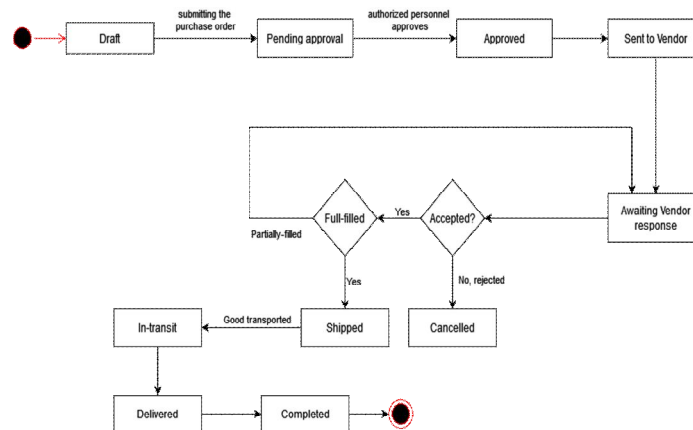 submitting the
purchase order
authorized personnel
approves
Draft
Pending approval
Approved
Sent to Vendor
Full-filled
Yes
Accepted?
Awaiting Vendor
response
Partially-filled
Yes
No, rejected
In-transit
Good transported
Shipped
Cancelled
Delivered
Completed